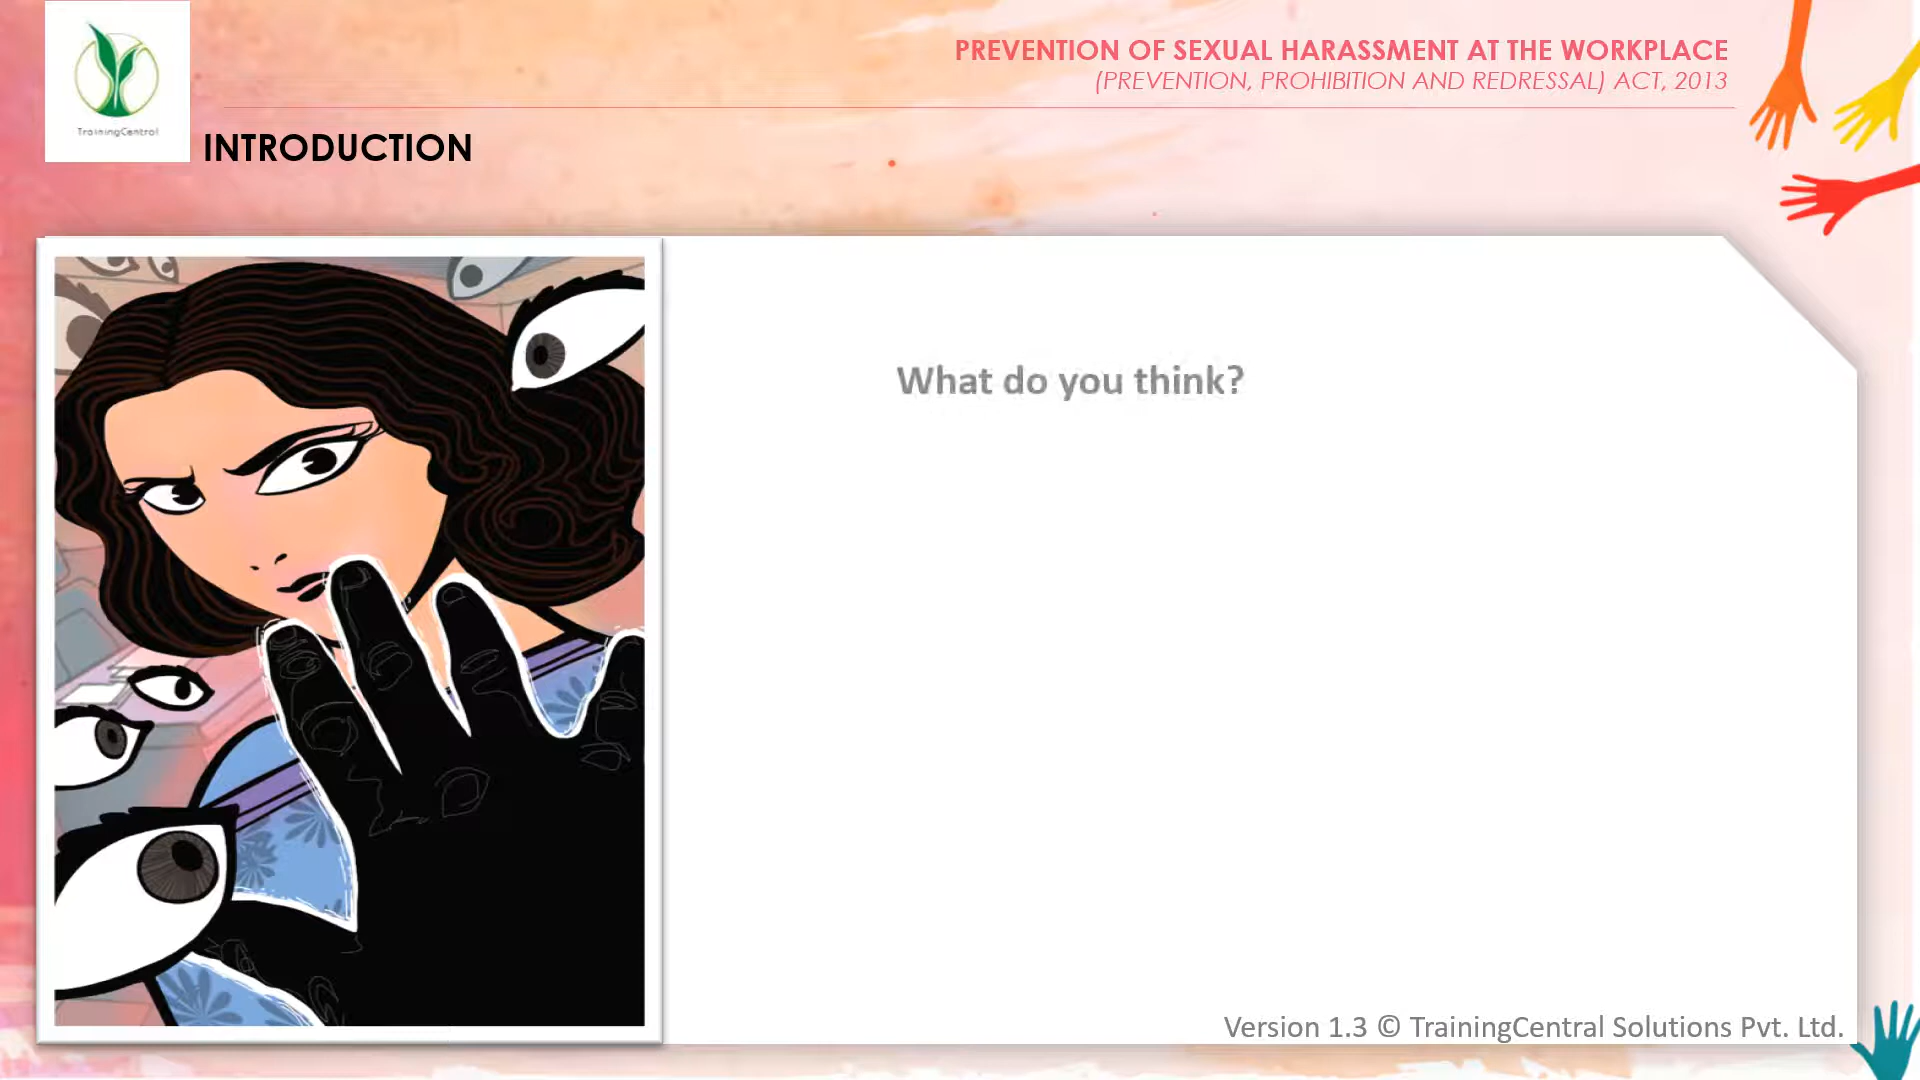 TrainingCentral
PREVENTION OF SEXUAL HARASSMENT AT THE WORKPLACE
(PREVENTION, PROHIBITION AND REDRESSAL) ACT, 2013
INTRODUCTION
What do you think?
Version 1.3 © TrainingCentral Solutions Pvt. Ltd.